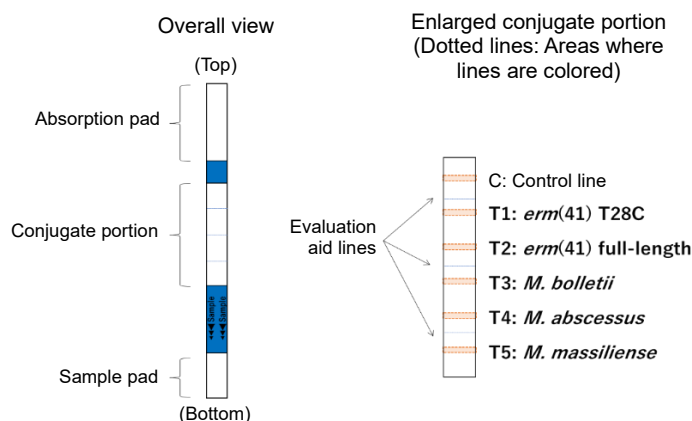 Overall view
(Top)
Absorption pad
Conjugate portion
Sample
Sample
Sample pad
(Bottom)
Enlarged conjugate portion
(Dotted lines: Areas where
lines are colored)
Evaluation
aid lines
C: Control line
T1: erm(41) T28C
T2: erm(41) full-length
T3: M. bolletii
T4: M. abscessus
T5: M. massiliense